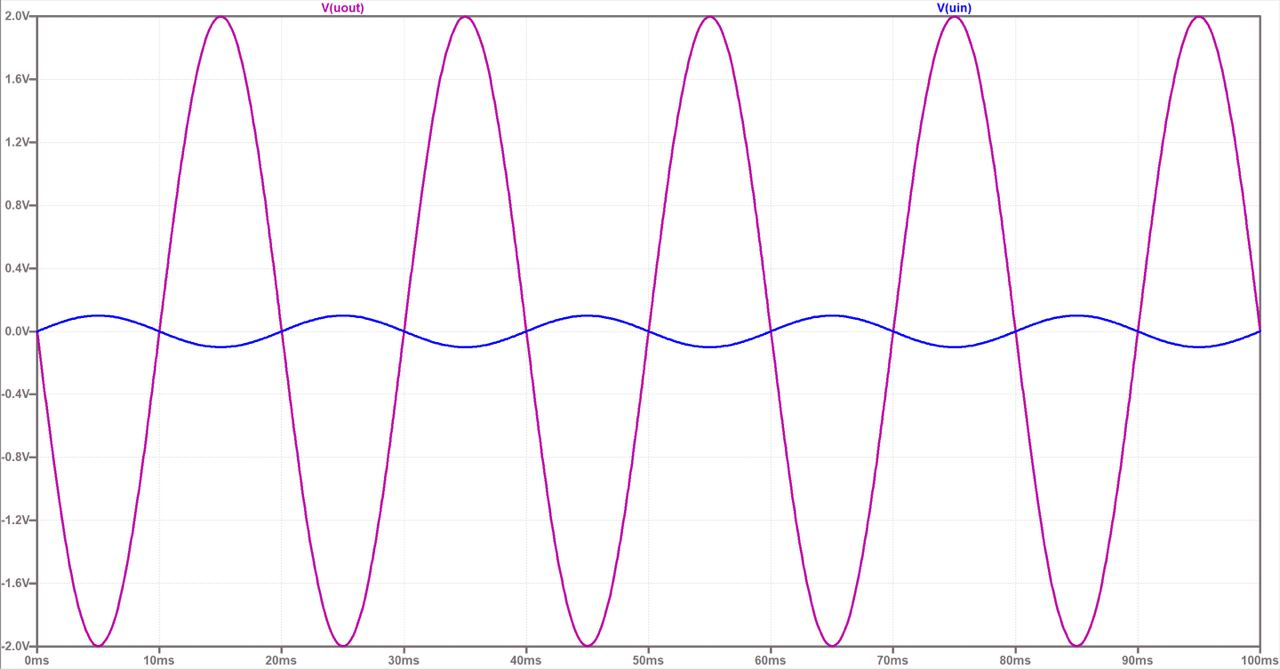 V(uout) V(uin)
2.0V
1.6V
1.2V
0.8V
0.4V
0.0V
-0.4V
-0.8V
-1.2V
-1.6V
-2.0V
0ms 10ms 20ms 30ms 40ms 50ms 60ms 70ms 80ms 90ms 100ms